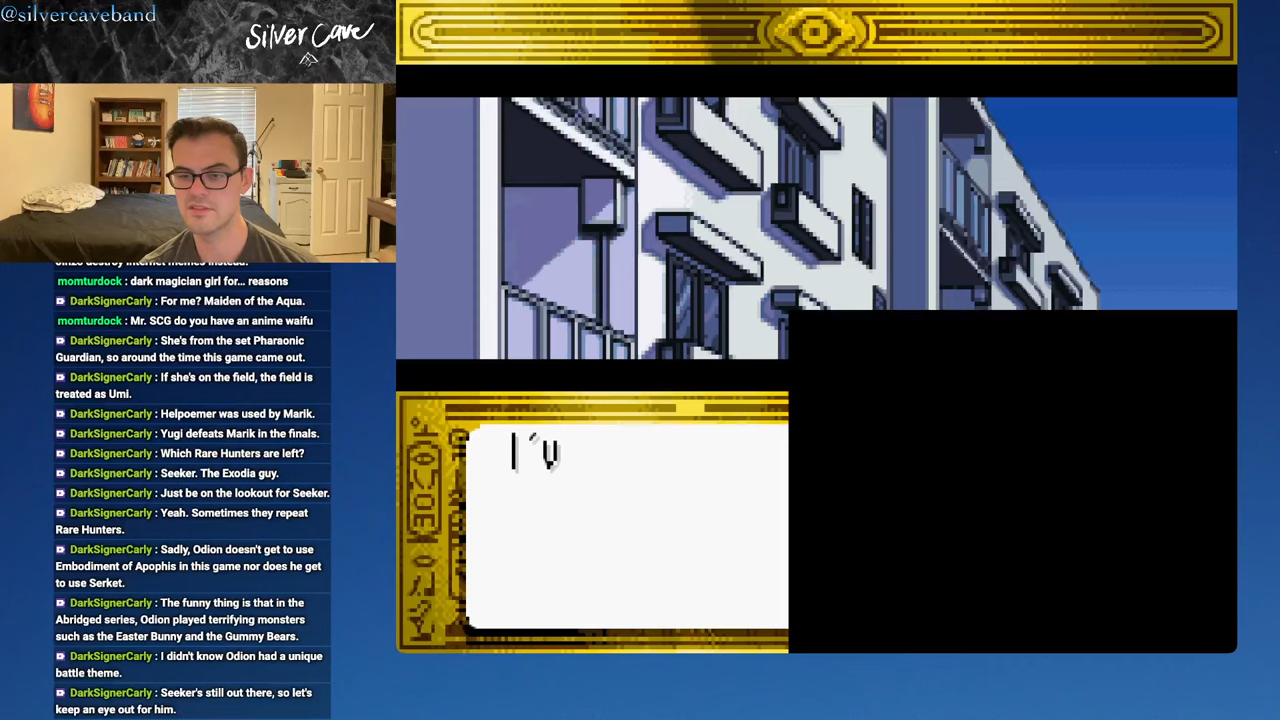 @silvercaveband
Silver Cave
momturdock : dark magician girl for... reasons
DarkSignerCarly : For me? Maiden of the Aqua.
momturdock : Mr. SCG do you have an anime waifu
DarkSignerCarly : She's from the set Pharaonic
Guardian, so around the time this game came out.
DarkSignerCarly : If she's on the field, the field is
treated as Umi.
DarkSignerCarly : Helpoemer was used by Marik.
DarkSignerCarly : Yugi defeats Marik in the finals.
DarkSignerCarly : Which Rare Hunters are left?
DarkSignerCarly : Seeker. The Exodia guy.
DarkSignerCarly : Just be on the lookout for Seeker.
DarkSignerCarly : Yeah. Sometimes they repeat
Rare Hunters.
DarkSignerCarly : Sadly, Odion doesn't get to use
Embodiment of Apophis in this game nor does he get
to use Serket.
DarkSignerCarly : The funny thing is that in the
Abridged series, Odion played terrifying monsters
such as the Easter Bunny and the Gummy Bears.
DarkSignerCarly : I didn't know Odion had a unique
battle theme.
DarkSignerCarly : Seeker's still out there, so let's
keep an eye out for him.
I´v